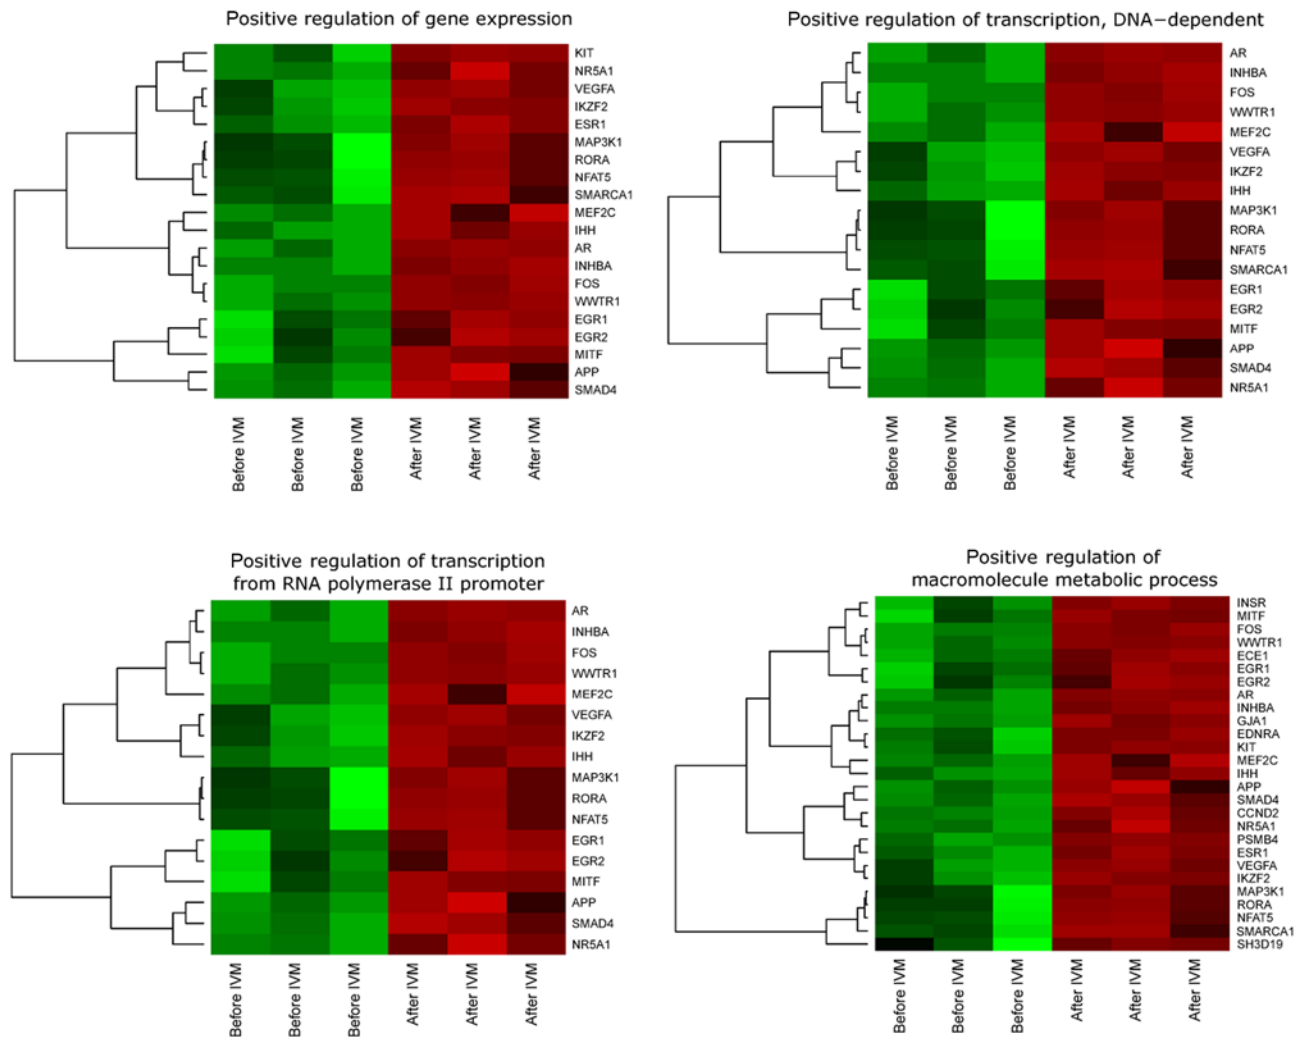 Positive regulation of gene expression
KIT
NR5A1
VEGFA
IKZF2
ESR1
MAP3K1
RORA
NFAT5
SMARCA1
MEF2C
IHH
AR
INHBA
FOS
WWTR1
EGR1
EGR2
MITF
APP
SMAD4
Before IVM
Before IVM
Before IVM
After IVM
After IVM
After IVM
Positive regulation of transcription, DNA−dependent
AR
INHBA
FOS
WWTR1
MEF2C
VEGFA
IKZF2
IHH
MAP3K1
RORA
NFAT5
SMARCA1
EGR1
EGR2
MITF
APP
SMAD4
NR5A1
Before IVM
Before IVM
Before IVM
After IVM
After IVM
After IVM
Positive regulation of transcription
from RNA polymerase II promoter
AR
INHBA
FOS
WWTR1
MEF2C
VEGFA
IKZF2
IHH
MAP3K1
RORA
NFAT5
EGR1
EGR2
MITF
APP
SMAD4
NR5A1
Before IVM
Before IVM
Before IVM
After IVM
After IVM
After IVM
Positive regulation of
macromolecule metabolic process
INSR
MITF
FOS
WWTR1
ECE1
EGR1
EGR2
AR
INHBA
GJA1
EDNRA
KIT
MEF2C
IHH
APP
SMAD4
CCND2
NR5A1
PSMB4
ESR1
VEGFA
IKZF2
MAP3K1
RORA
NFAT5
SMARCA1
SH3D19
Before IVM
Before IVM
Before IVM
After IVM
After IVM
After IVM